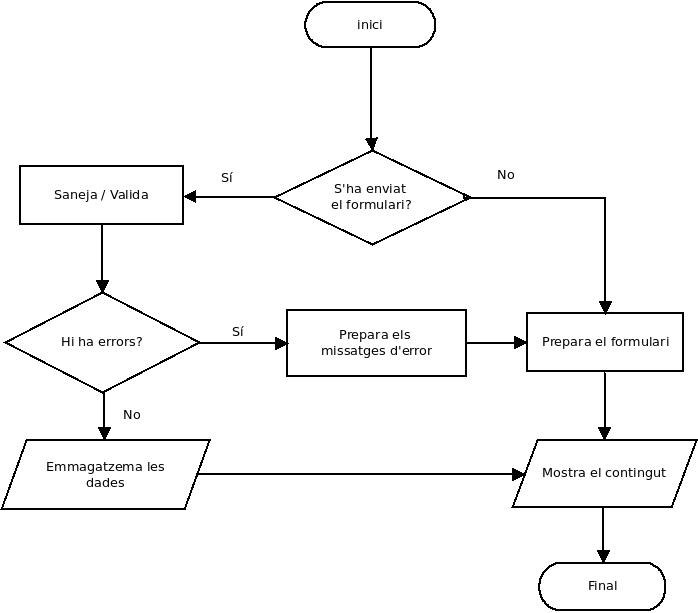 inici
S'ha enviat
el formulari?
Sí
No
Saneja / Valida
Hi ha errors?
Sí
Prepara els
missatges d'error
Prepara el formulari
No
Emmagatzema les
dades
Mostra el contingut
Final